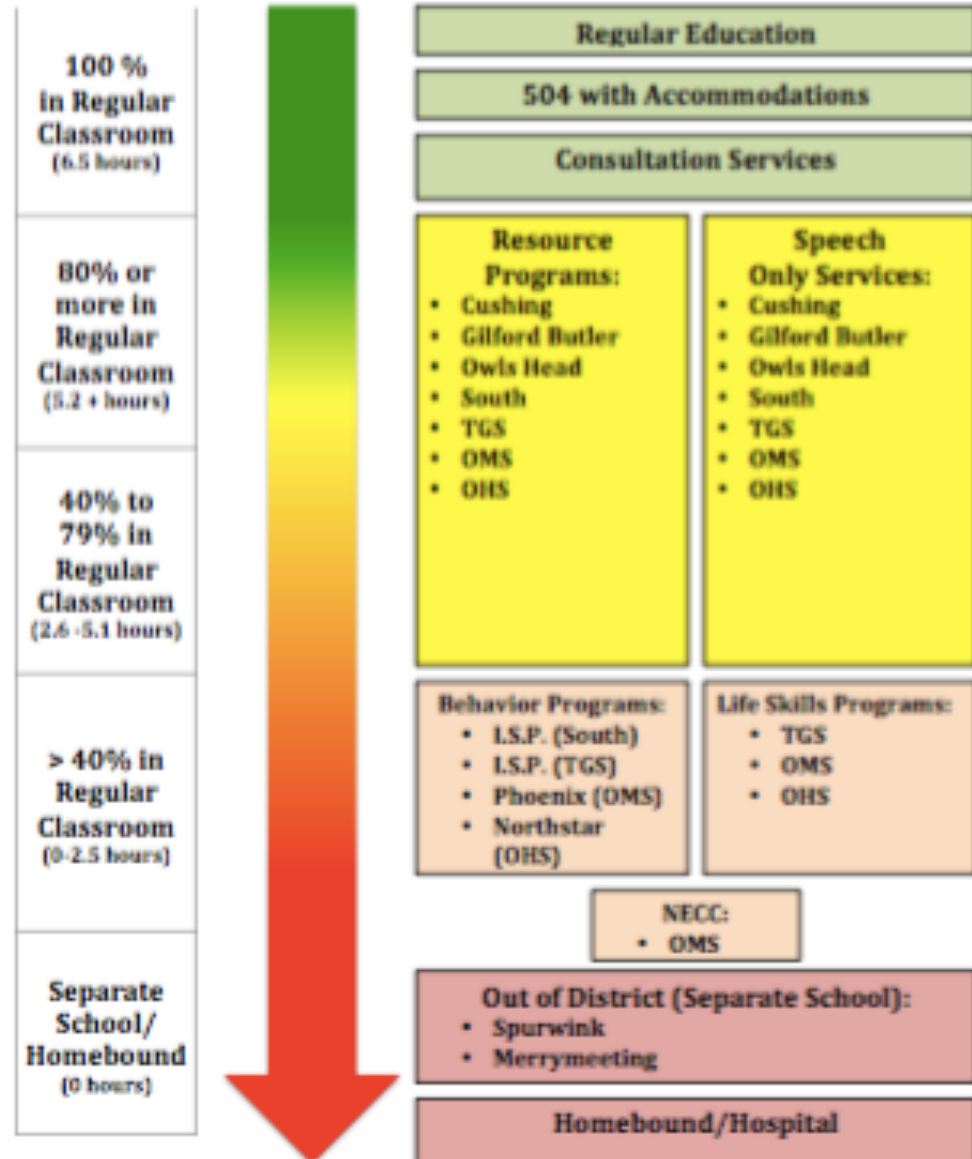 100 %
in Regular
Classroom
(6.5 hours)
80% or
more in
Regular
Classroom
(5.2 + hours)
40% to
79% in
Regular
Classroom
(2.6 -5.1 hours)
> 40% in
Regular
Classroom
(0-2.5 hours)
Separate
School/
Homebound
(0 hours)
Regular Education
504 with Accommodations
Consultation Services
Resource
Programs:
• Cushing
• Gilford Butler
• Owls Head
• South
• TGS
• OMS
• OHS
Speech
Only Services:
• Cushing
• Gilford Butler
• Owls Head
• South
• TGS
• OMS
• OHS
Behavior Programs:
• I.S.P. (South)
• I.S.P. (TGS)
• Phoenix (OMS)
• Northstar
(OHS)
Life Skills Programs:
• TGS
• OMS
• OHS
NECC:
• OMS
Out of District (Separate School):
• Spurwink
• Merrymeeting
Homebound/Hospital